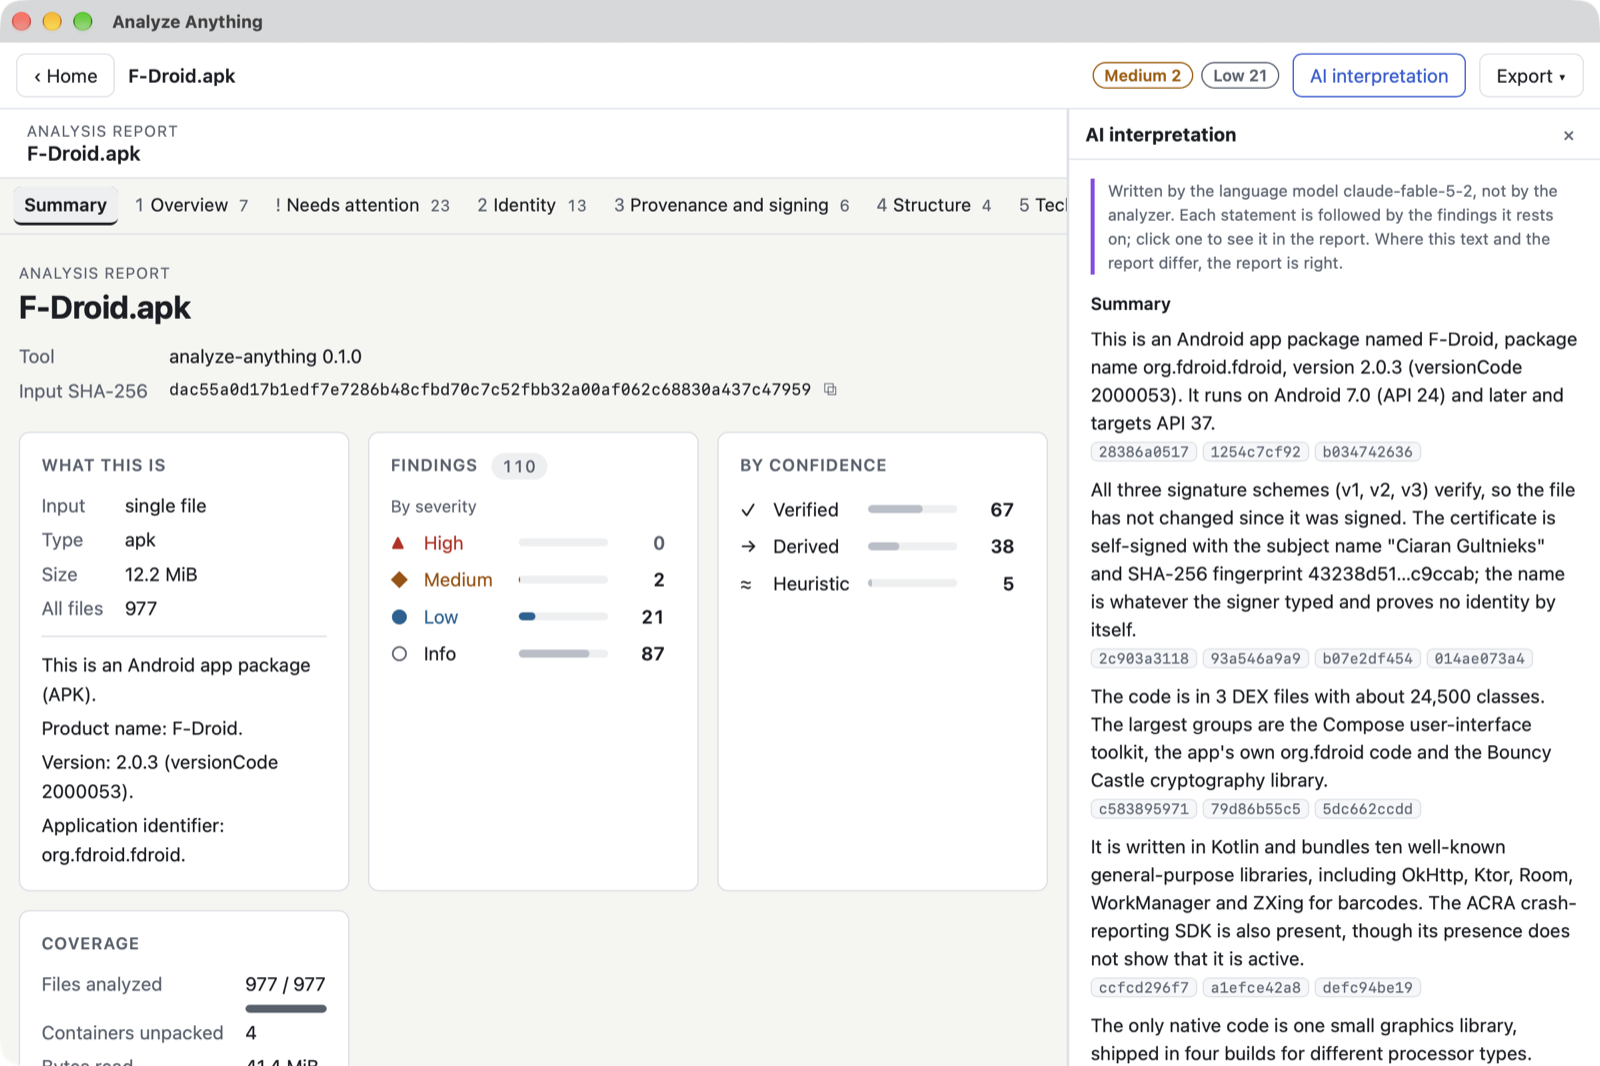 Analyze Anything
‹ Home
F-Droid.apk
Medium 2
Low 21
AI interpretation
Export ▾
ANALYSIS REPORT
F-Droid.apk
Summary
1 Overview 7
! Needs attention 23
2 Identity 13
3 Provenance and signing 6
4 Structure 4
5 Tecl
ANALYSIS REPORT
F-Droid.apk
Tool analyze-anything 0.1.0
Input SHA-256 dac55a0d17b1edf7e7286b48cfbd70c7c52fbb32a00af062c68830a437c47959
WHAT THIS IS
Input single file
Type apk
Size 12.2 MiB
All files 977
This is an Android app package
(APK).
Product name: F-Droid.
Version: 2.0.3 (versionCode
2000053).
Application identifier:
org.fdroid.fdroid.
FINDINGS 110
By severity
High 0
Medium 2
Low 21
Info 87
BY CONFIDENCE
✓ Verified 67
→ Derived 38
≈ Heuristic 5
COVERAGE
Files analyzed 977 / 977
Containers unpacked 4
Bytes read 41.4 MiB
AI interpretation ×
Written by the language model claude-fable-5-2, not by the
analyzer. Each statement is followed by the findings it rests
on; click one to see it in the report. Where this text and the
report differ, the report is right.
Summary
This is an Android app package named F-Droid, package
name org.fdroid.fdroid, version 2.0.3 (versionCode
2000053). It runs on Android 7.0 (API 24) and later and
targets API 37.
28386a0517 1254c7cf92 b034742636
All three signature schemes (v1, v2, v3) verify, so the file
has not changed since it was signed. The certificate is
self-signed with the subject name "Ciaran Gultnieks"
and SHA-256 fingerprint 43238d51…c9ccab; the name
is whatever the signer typed and proves no identity by
itself.
2c903a3118 93a546a9a9 b07e2df454 014ae073a4
The code is in 3 DEX files with about 24,500 classes.
The largest groups are the Compose user-interface
toolkit, the app's own org.fdroid code and the Bouncy
Castle cryptography library.
c583895971 79d86b55c5 5dc662ccdd
It is written in Kotlin and bundles ten well-known
general-purpose libraries, including OkHttp, Ktor, Room,
WorkManager and ZXing for barcodes. The ACRA crash-
reporting SDK is also present, though its presence does
not show that it is active.
ccfcd296f7 a1efce42a8 defc94be19
The only native code is one small graphics library,
shipped in four builds for different processor types.